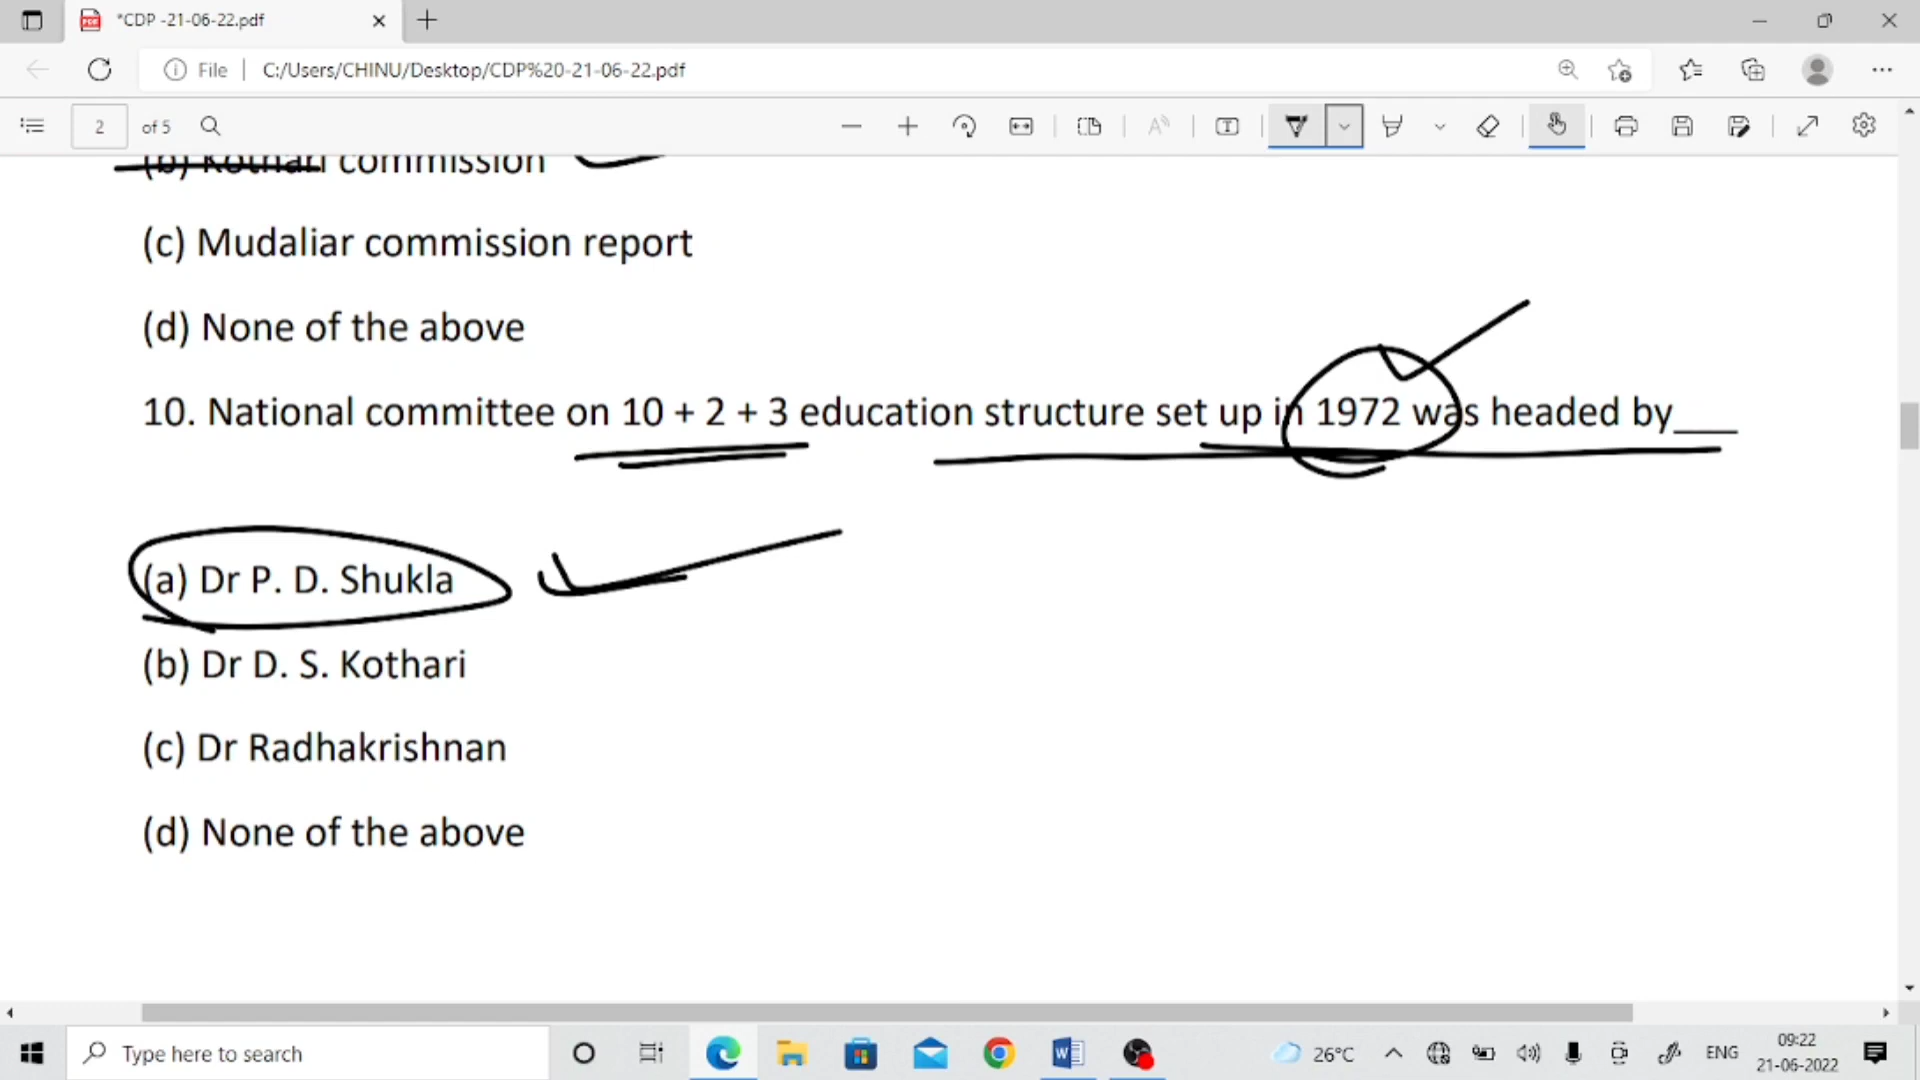 *CDP -21-06-22.pdf
File | C:/Users/CHINU/Desktop/CDP%20-21-06-22.pdf
2 of 5
(b) Kothari commission
(c) Mudaliar commission report
(d) None of the above
10. National committee on 10 + 2 + 3 education structure set up in 1972 was headed by___
(a) Dr P. D. Shukla
(b) Dr D. S. Kothari
(c) Dr Radhakrishnan
(d) None of the above
Type here to search
26°C
ENG
09:22
21-06-2022